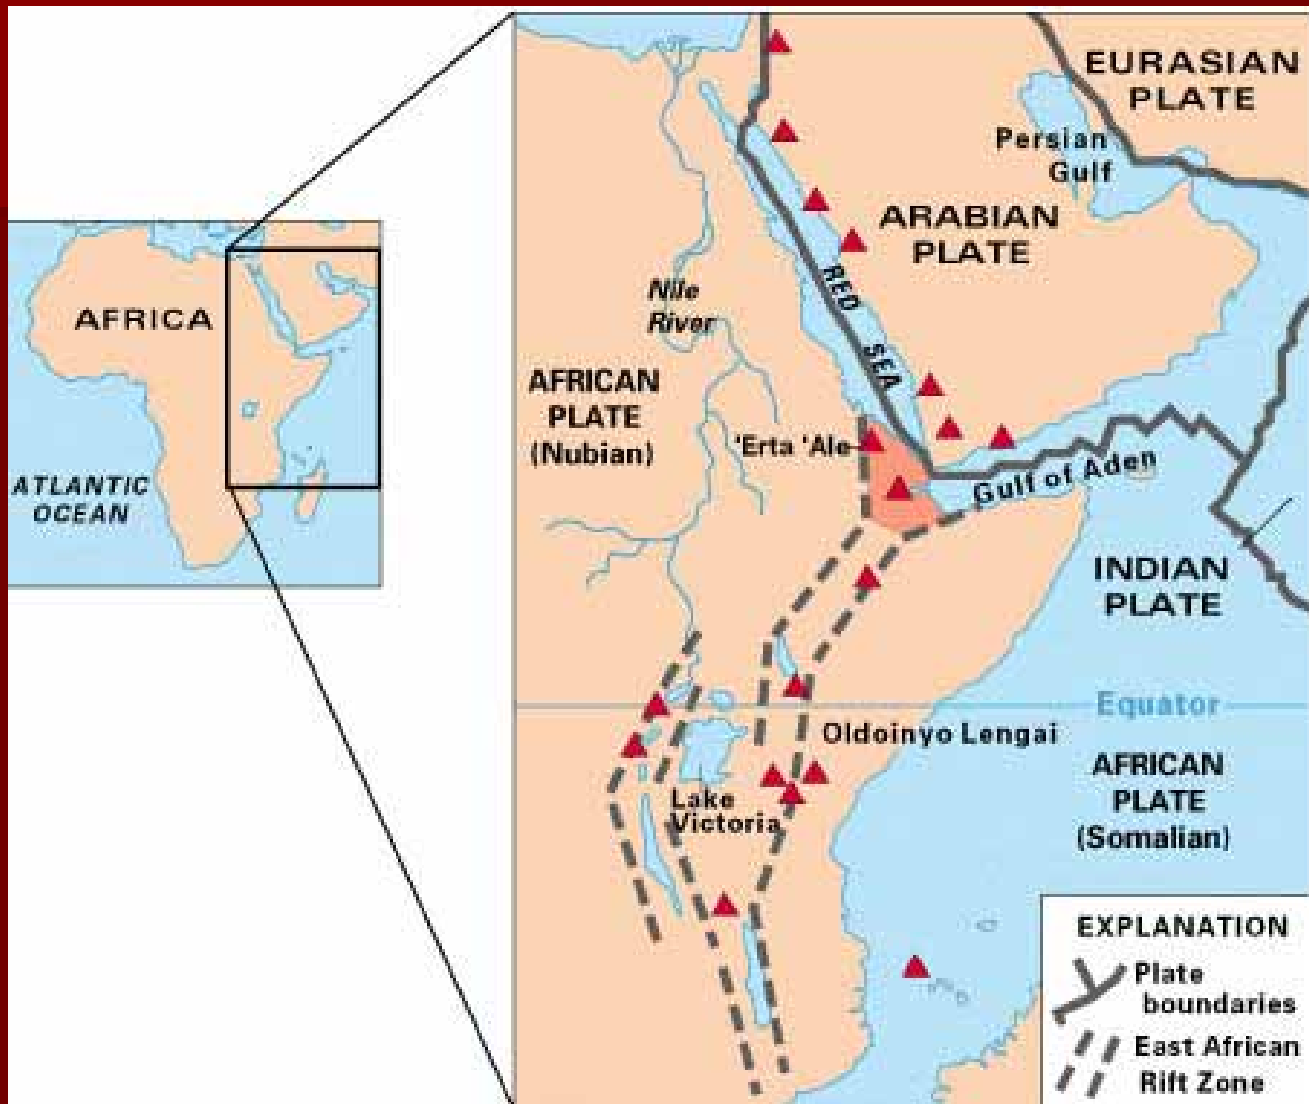 AFRICA
ATLANTIC
OCEAN
EURASIAN
PLATE
Persian
Gulf
ARABIAN
PLATE
RED SEA
Nile
River
AFRICAN
PLATE
(Nubian)
'Erta 'Ale
Gulf of Aden
INDIAN
PLATE
Equator
Oldoinyo Lengai
AFRICAN
PLATE
(Somalian)
Lake
Victoria
EXPLANATION
Plate
boundaries
East African
Rift Zone